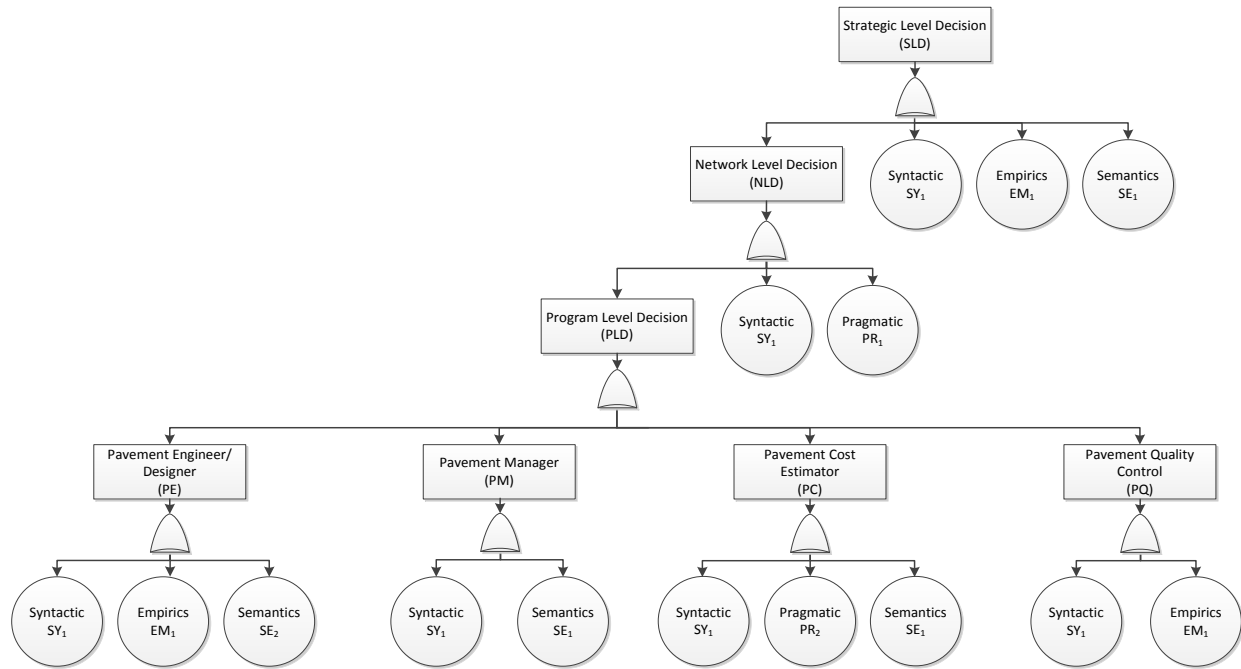 Strategic Level Decision
(SLD)
Network Level Decision
(NLD)
Syntactic
SY₁
Empirics
EM₁
Semantics
SE₁
Program Level Decision
(PLD)
Syntactic
SY₁
Pragmatic
PR₁
Pavement Engineer/
Designer
(PE)
Pavement Manager
(PM)
Pavement Cost
Estimator
(PC)
Pavement Quality
Control
(PQ)
Syntactic
SY₁
Empirics
EM₁
Semantics
SE₂
Syntactic
SY₁
Semantics
SE₁
Syntactic
SY₁
Pragmatic
PR₂
Semantics
SE₁
Syntactic
SY₁
Empirics
EM₁